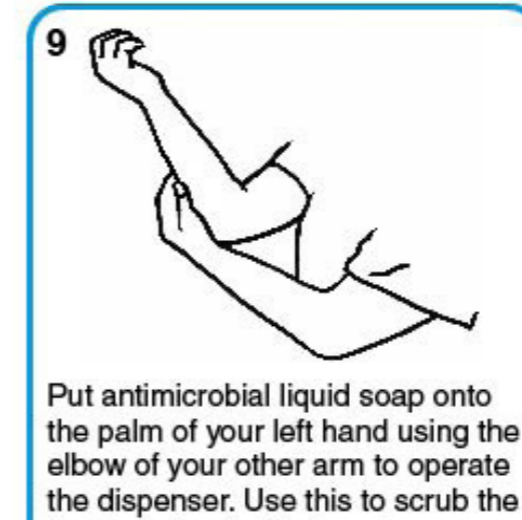 9
Put antimicrobial liquid soap onto
the palm of your left hand using the
elbow of your other arm to operate
the dispenser. Use this to scrub the